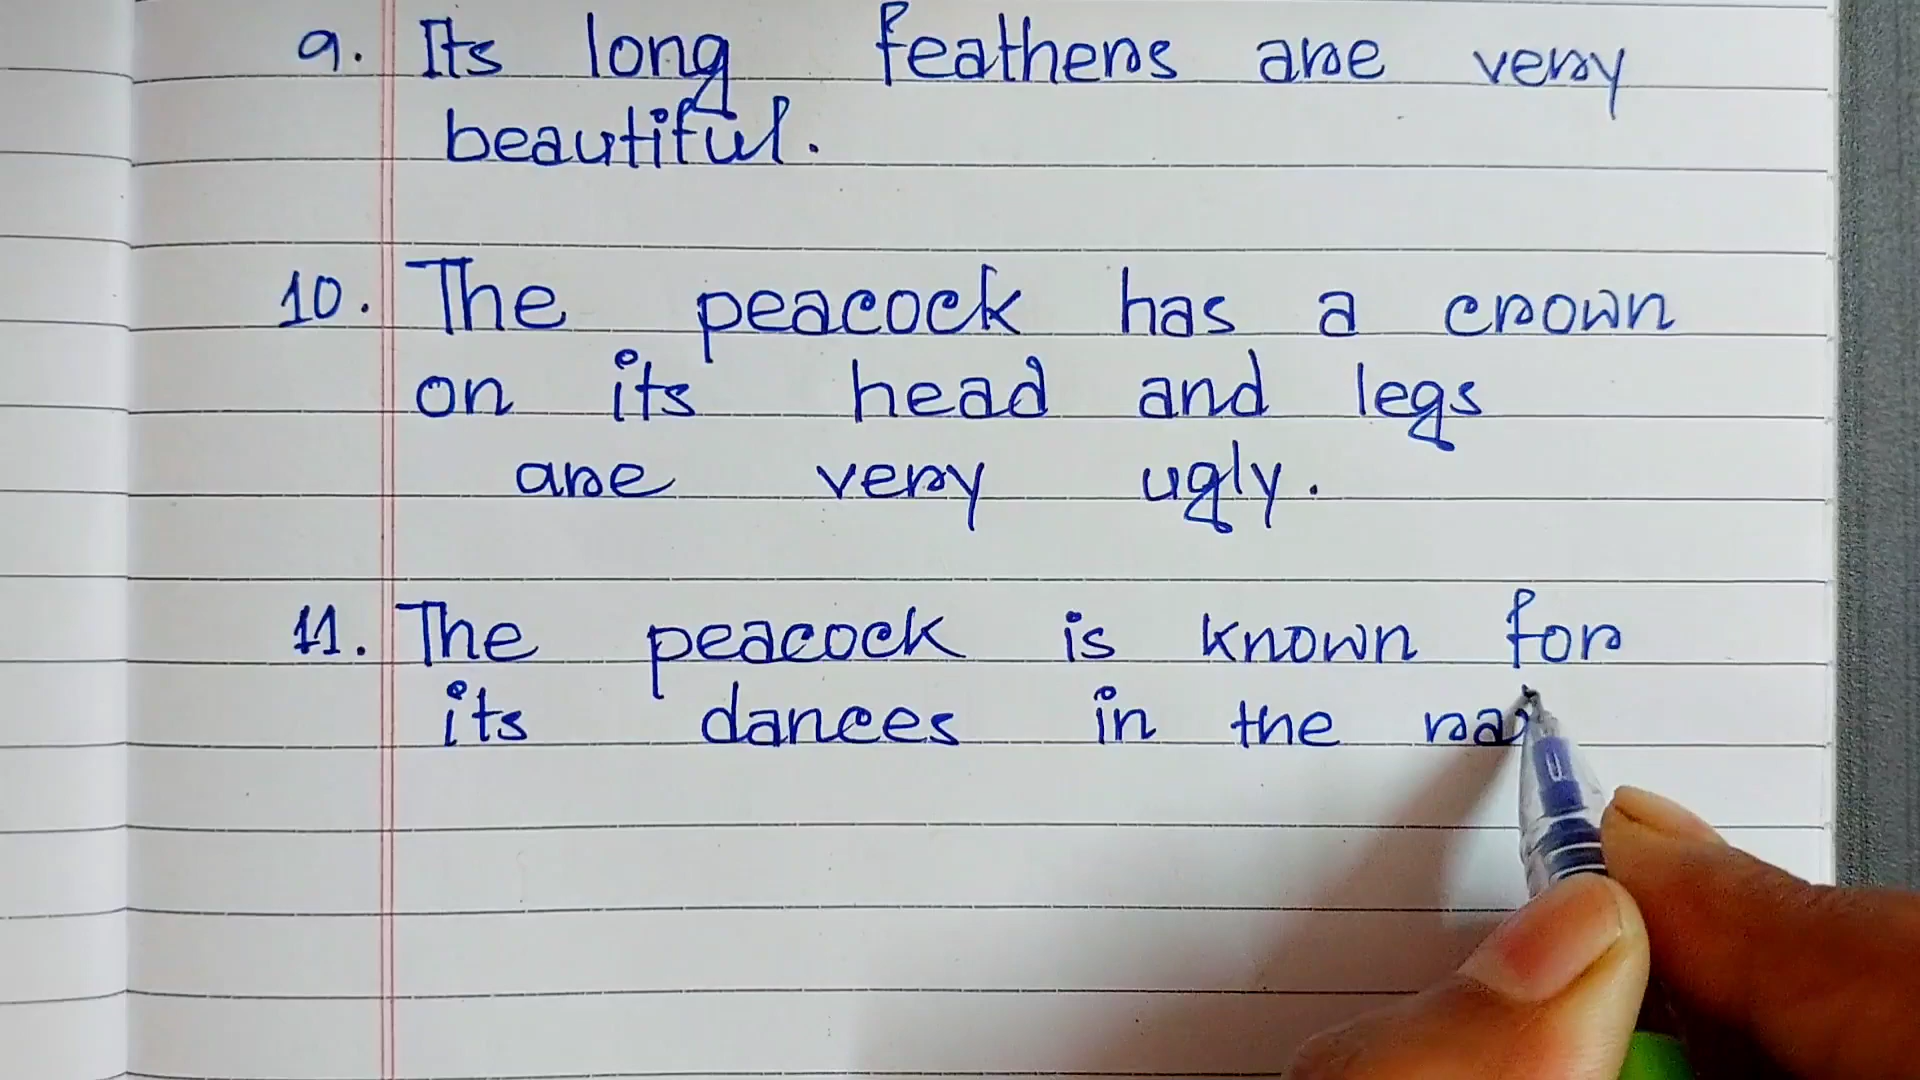 9. Its long feathers are very
beautiful.
10. The peacock has a crown
on its head and legs
are very ugly.
11. The peacock is known for
its dances in the